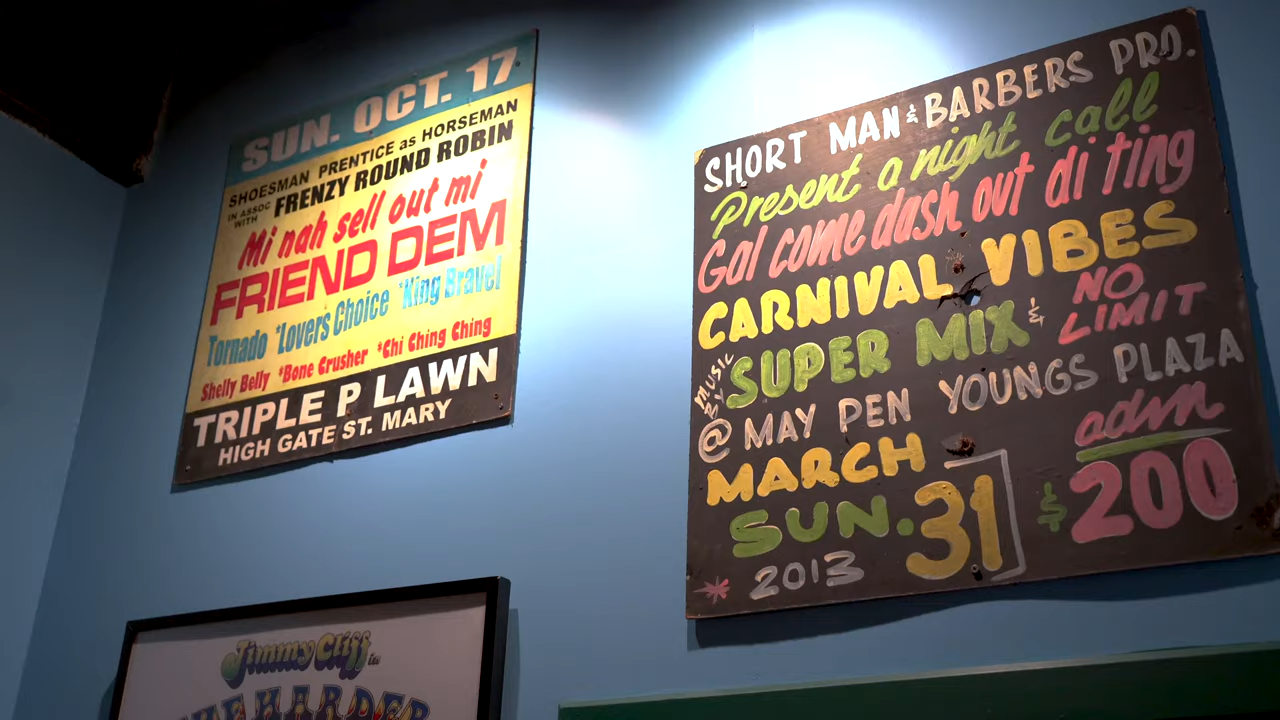 SUN. OCT. 17
SHOESMAN PRENTICE as HORSEMAN
IN ASSOC WITH FRENZY ROUND ROBIN
Mi nah sell out mi
FRIEND DEM
Tornado *Lovers Choice *King Bravel
Shelly Belly *Bone Crusher *Chi Ching Ching
TRIPLE P LAWN
HIGH GATE ST. MARY
SHORT MAN & BARBERS PRO.
Present a night call
Gal come dash out di ting
CARNIVAL VIBES
MUSIC BY SUPER MIX & NO LIMIT
@ MAY PEN YOUNGS PLAZA
MARCH
SUN. 31
2013
adm
$200
Jimmy Cliff in
THE HARDER